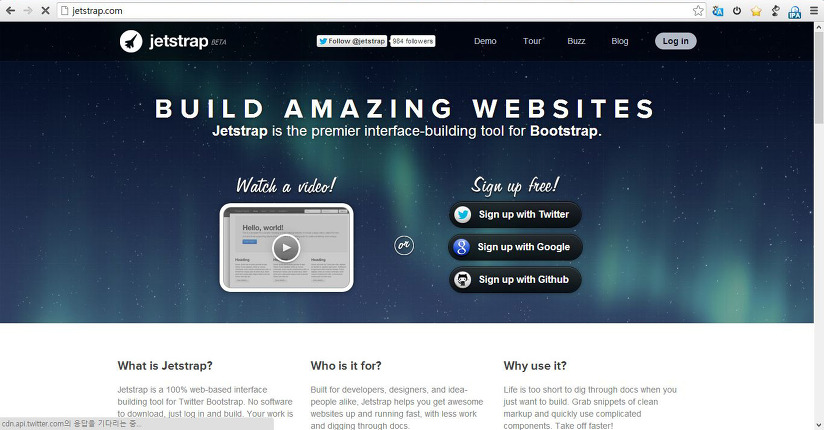 jetstrap.com
jetstrap BETA
Follow @jetstrap
984 followers
Demo
Tour
Buzz
Blog
Log in
BUILD AMAZING WEBSITES
Jetstrap is the premier interface-building tool for Bootstrap.
Watch a video!
Hello, world!
Heading
Heading
Heading
or
Sign up free!
Sign up with Twitter
Sign up with Google
Sign up with Github
What is Jetstrap?
Jetstrap is a 100% web-based interface
building tool for Twitter Bootstrap. No software
to download, just log in and build. Your work is
Who is it for?
Built for developers, designers, and idea-
people alike, Jetstrap helps you get awesome
websites up and running fast, with less work
and digging through docs.
Why use it?
Life is too short to dig through docs when you
just want to build. Grab snippets of clean
markup and quickly use complicated
components. Take off faster!
cdn.api.twitter.com의 응답을 기다리는 중...
IPA